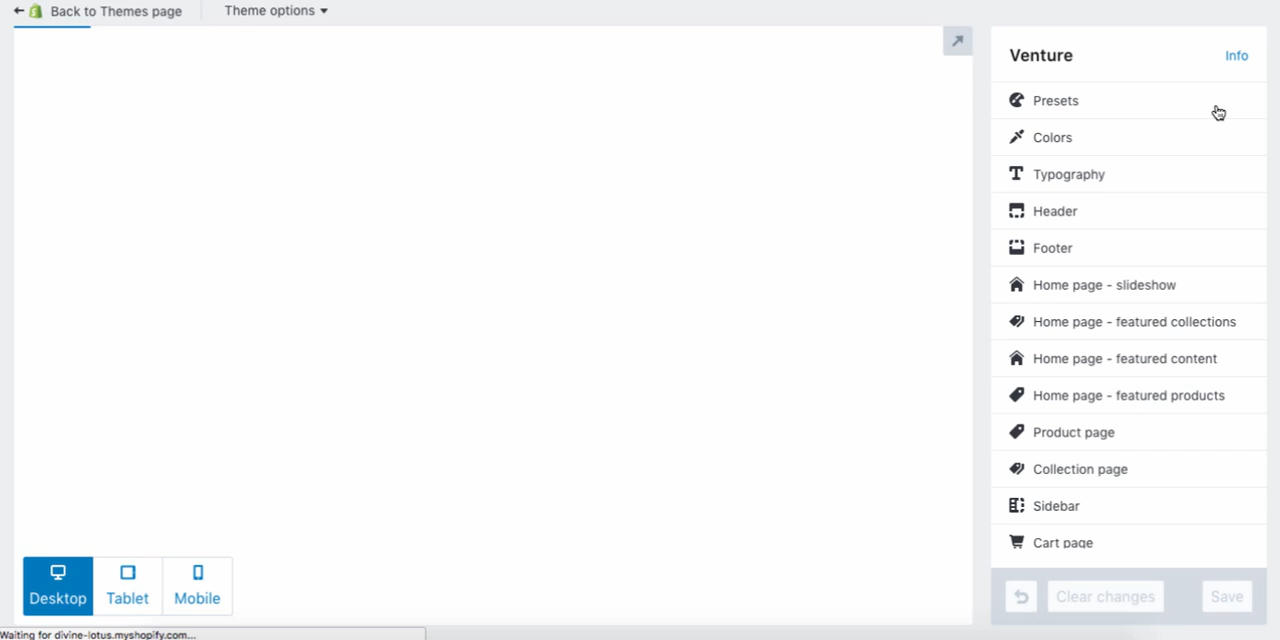 Back to Themes page
Theme options
Venture
Info
Presets
Colors
Typography
Header
Footer
Home page - slideshow
Home page - featured collections
Home page - featured content
Home page - featured products
Product page
Collection page
Sidebar
Cart page
Desktop
Tablet
Mobile
Clear changes
Save
Waiting for divine-lotus.myshopify.com...